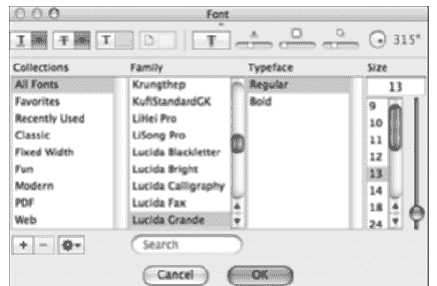 Font
T T T T 315°
Collections Family Typeface Size
All Fonts Krungthep Regular 13
Favorites KufiStandardGK Bold 9
Recently Used LiHei Pro 10
Classic LiSong Pro 11
Fixed Width Lucida Blackletter 12
Fun Lucida Bright 13
Modern Lucida Calligraphy 14
PDF Lucida Fax 18
Web Lucida Grande 24
+ − Search
Cancel OK